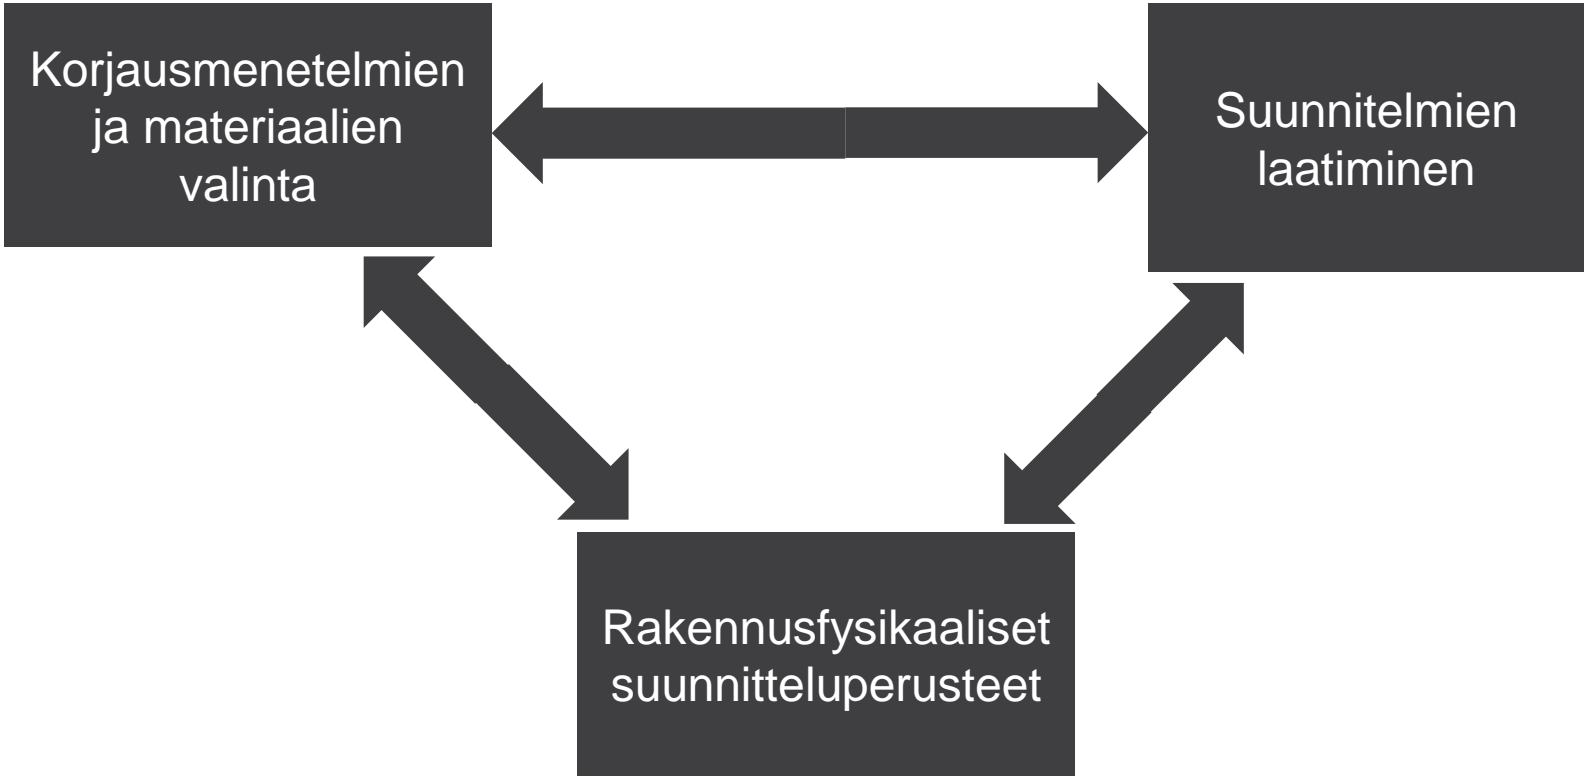 Korjausmenetelmien
ja materiaalien
valinta
Suunnitelmien
laatiminen
Rakennusfysikaaliset
suunnitteluperusteet